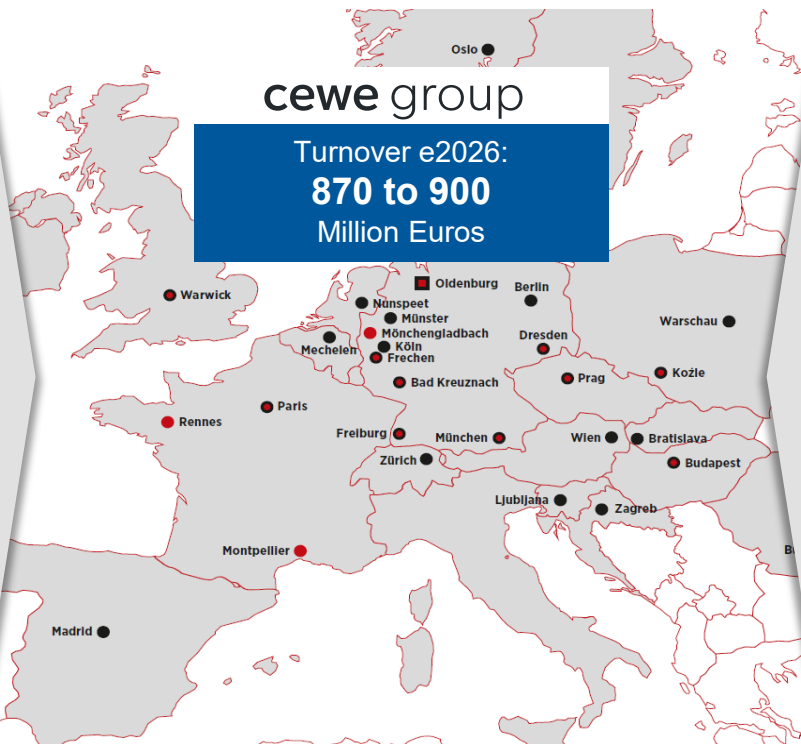 Oslo
cewe group
Turnover e2026:
870 to 900
Million Euros
Oldenburg
Berlin
Warwick
Nunspeet
Münster
Warschau
Mönchengladbach
Dresden
Köln
Mechelen
Frechen
Koźle
Prag
Bad Kreuznach
Paris
Rennes
Freiburg
München
Wien
Bratislava
Zürich
Budapest
Ljubljana
Zagreb
Montpellier
B
Madrid